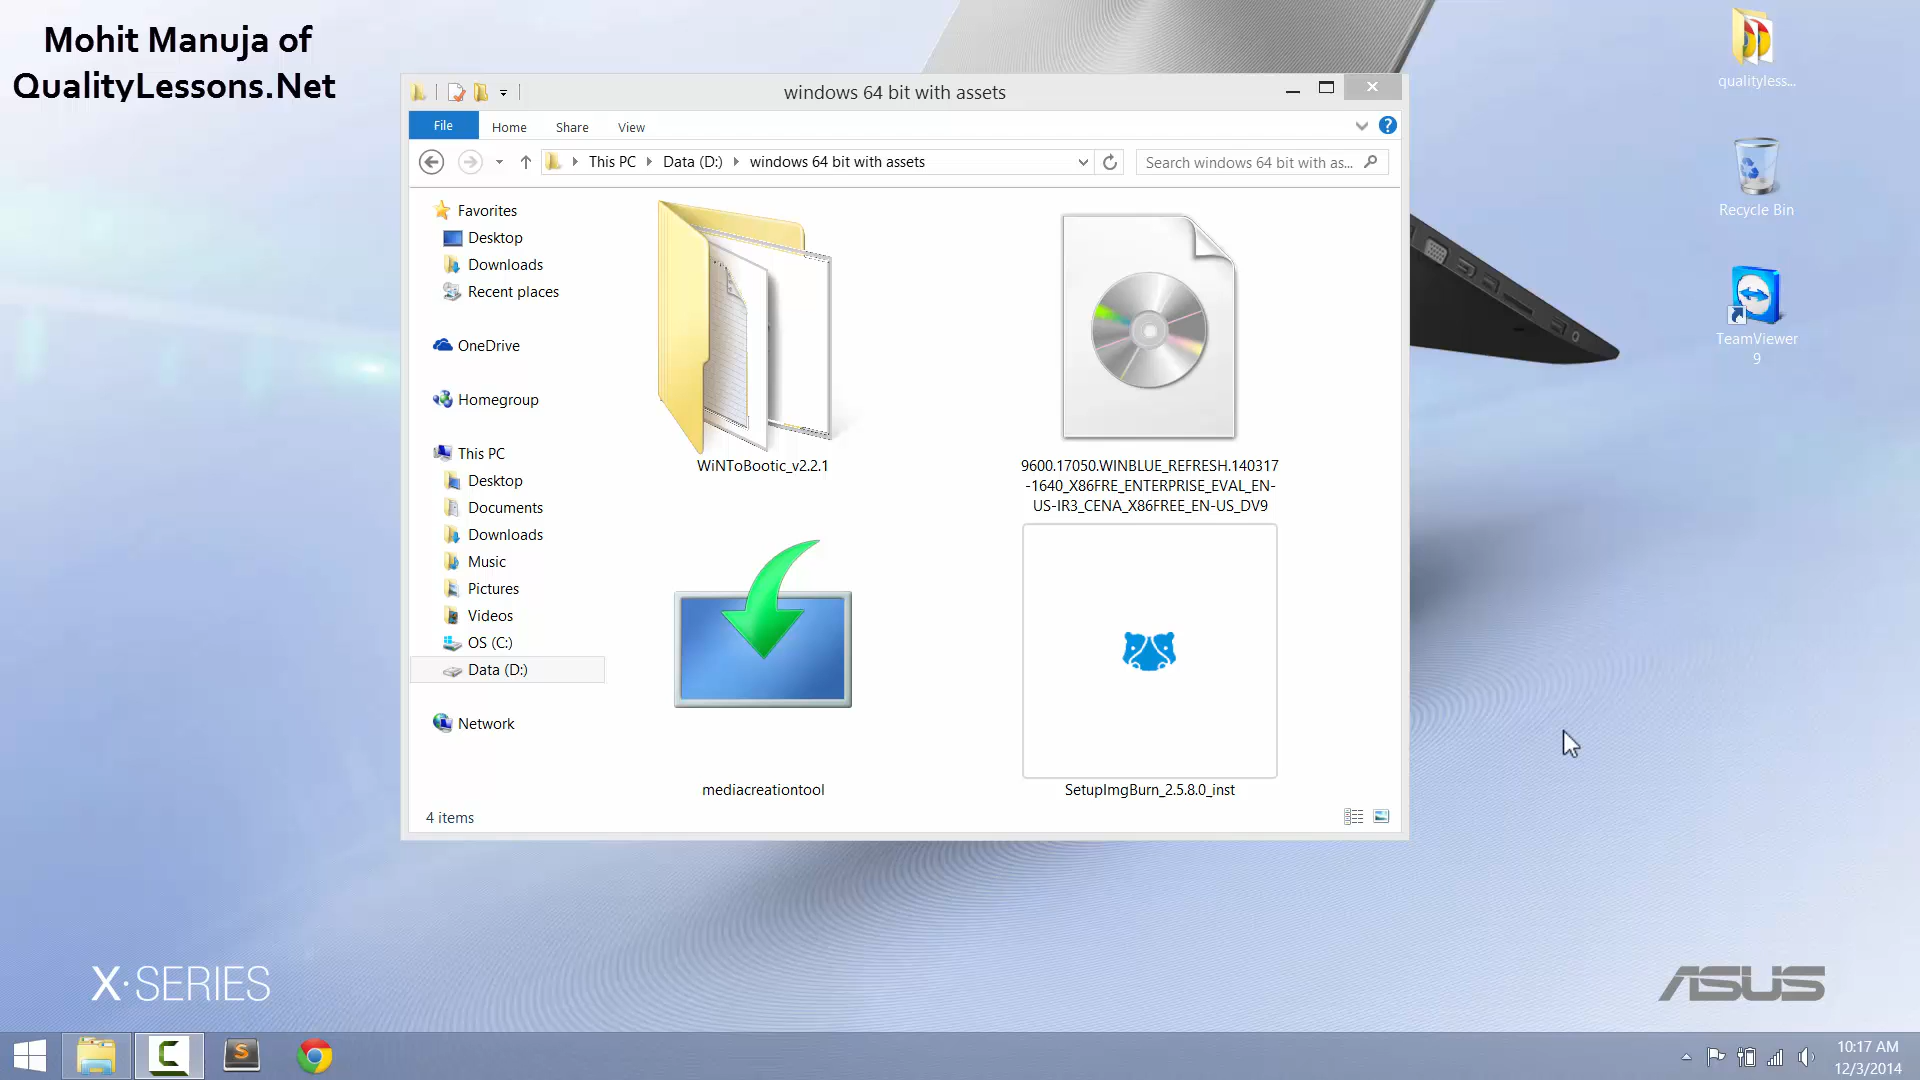 Mohit Manuja of
QualityLessons.Net
windows 64 bit with assets
File
Home
Share
View
This PC
Data (D:)
windows 64 bit with assets
Search windows 64 bit with as...
Favorites
Desktop
Downloads
Recent places
OneDrive
Homegroup
This PC
Desktop
Documents
Downloads
Music
Pictures
Videos
OS (C:)
Data (D:)
Network
WiNToBootic_v2.2.1
9600.17050.WINBLUE_REFRESH.140317
-1640_X86FRE_ENTERPRISE_EVAL_EN-
US-IR3_CENA_X86FREE_EN-US_DV9
mediacreationtool
SetupImgBurn_2.5.8.0_inst
4 items
qualityless...
Recycle Bin
TeamViewer
9
X·SERIES
ASUS
10:17 AM
12/3/2014